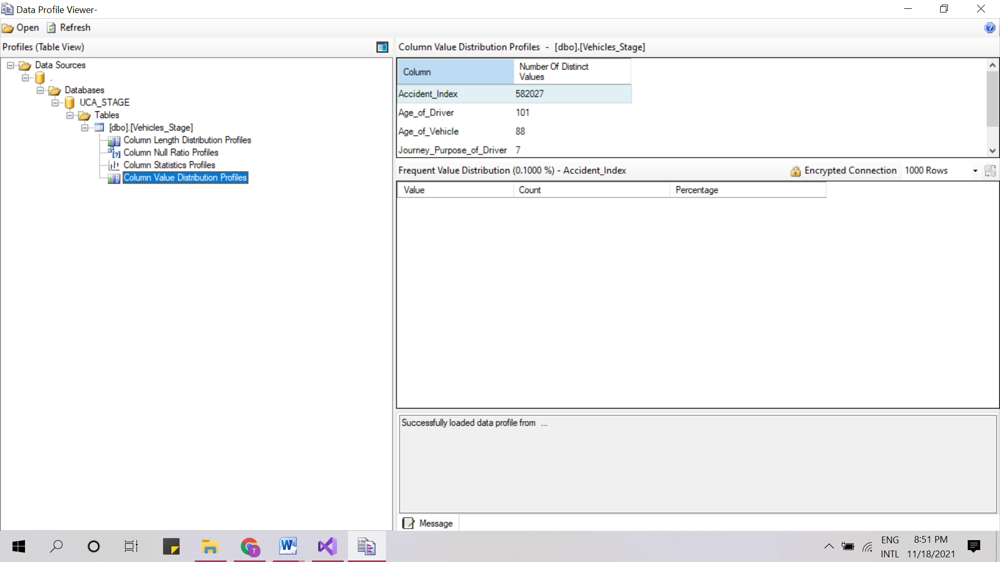 Data Profile Viewer-
Open Refresh
Profiles (Table View)
Data Sources
.
Databases
UCA_STAGE
Tables
[dbo].[Vehicles_Stage]
Column Length Distribution Profiles
Column Null Ratio Profiles
Column Statistics Profiles
Column Value Distribution Profiles
Column Value Distribution Profiles - [dbo].[Vehicles_Stage]
Column Number Of Distinct Values
Accident_Index 582027
Age_of_Driver 101
Age_of_Vehicle 88
Journey_Purpose_of_Driver 7
Frequent Value Distribution (0.1000 %) - Accident_Index Encrypted Connection 1000 Rows
Value Count Percentage
Successfully loaded data profile from ...
Message
ENG 8:51 PM
INTL 11/18/2021